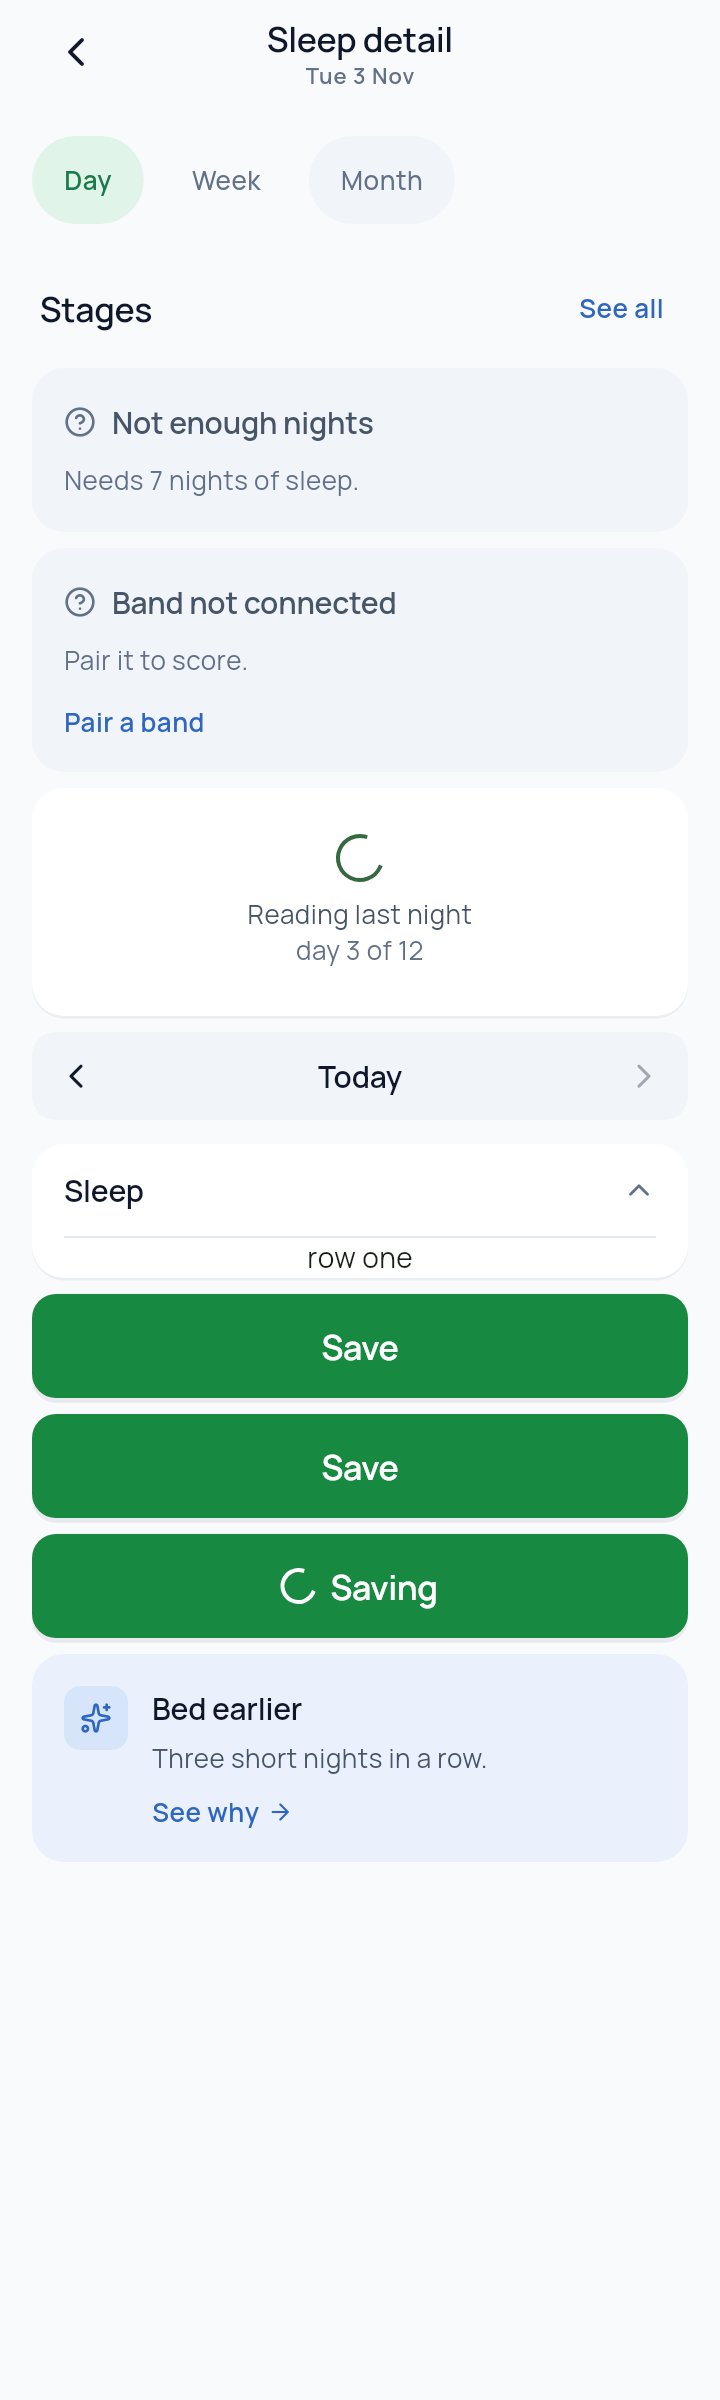 Sleep detail
Tue 3 Nov
Day
Week
Month
Stages
See all
Not enough nights
Needs 7 nights of sleep.
Band not connected
Pair it to score.
Pair a band
Reading last night
day 3 of 12
Today
Sleep
row one
Save
Save
Saving
Bed earlier
Three short nights in a row.
See why